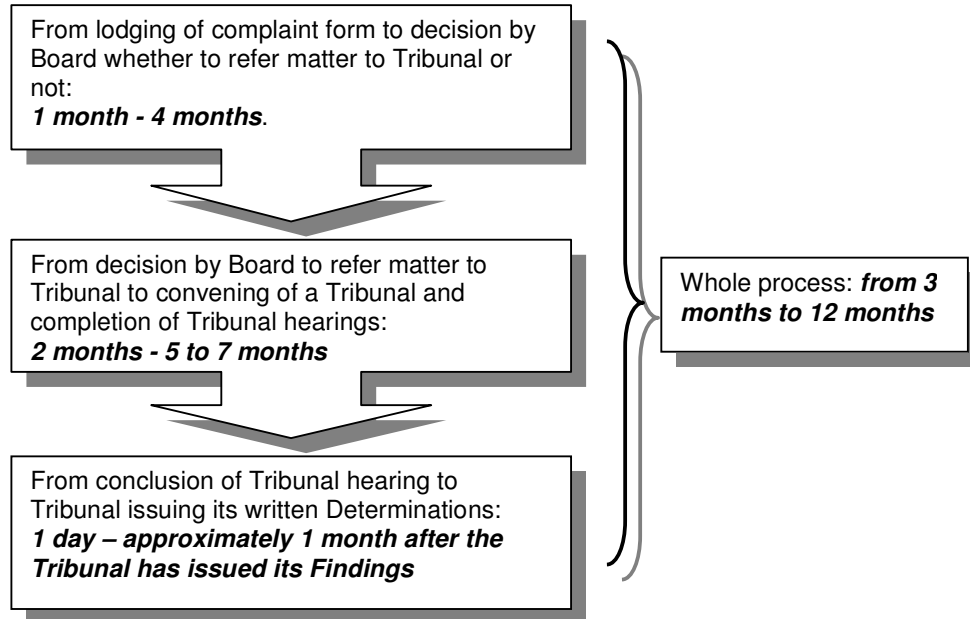 From lodging of complaint form to decision by
Board whether to refer matter to Tribunal or
not:
1 month - 4 months.
From decision by Board to refer matter to
Tribunal to convening of a Tribunal and
completion of Tribunal hearings:
2 months - 5 to 7 months
From conclusion of Tribunal hearing to
Tribunal issuing its written Determinations:
1 day – approximately 1 month after the
Tribunal has issued its Findings
Whole process: from 3
months to 12 months